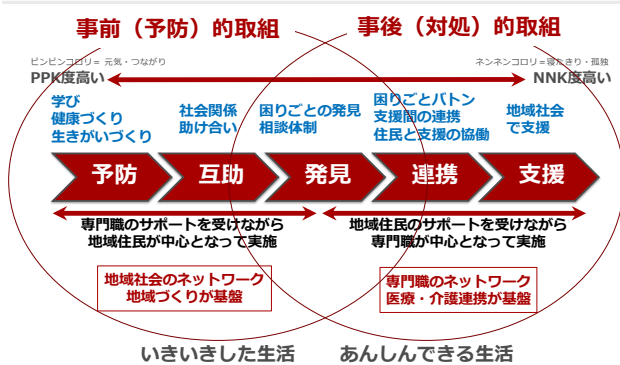 事前（予防）的取組
事後（対処）的取組
ピンピンコロリ= 元気・つながり
PPK度高い
ネンネンコロリ=寝たきり・孤独
NNK度高い
学び
健康づくり
生きがいづくり
社会関係
助け合い
困りごとの発見
相談体制
困りごとバトン
支援間の連携
住民と支援の協働
地域社会
で支援
予防
互助
発見
連携
支援
専門職のサポートを受けながら
地域住民が中心となって実施
地域住民のサポートを受けながら
専門職が中心となって実施
地域社会のネットワーク
地域づくりが基盤
専門職のネットワーク
医療・介護連携が基盤
いきいきした生活
あんしんできる生活